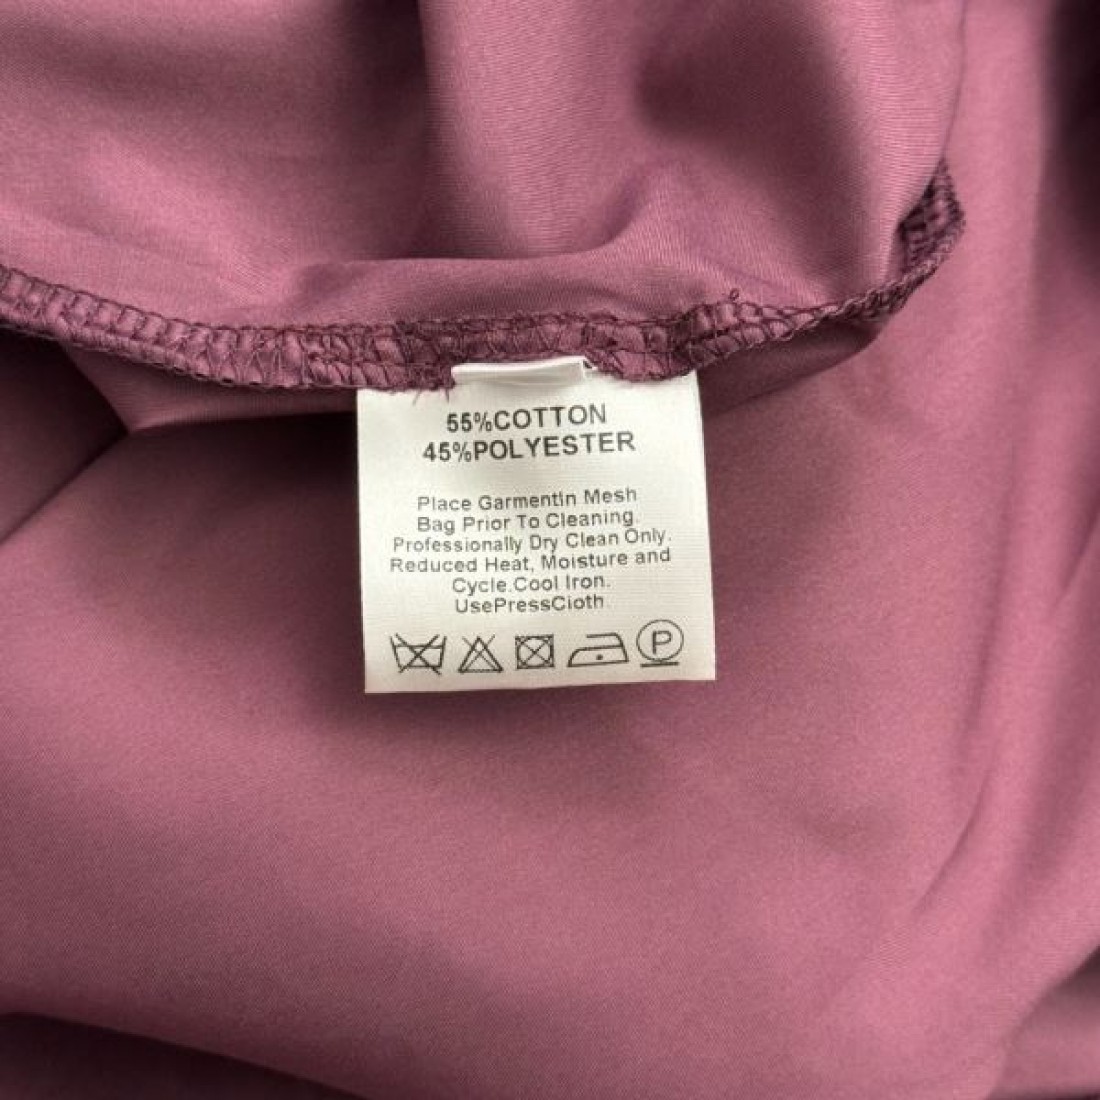 55%COTTON
45%POLYESTER
Place GarmentIn Mesh
Bag Prior To Cleaning.
Professionally Dry Clean Only.
Reduced Heat, Moisture and
Cycle.Cool Iron.
UsePressCloth
P